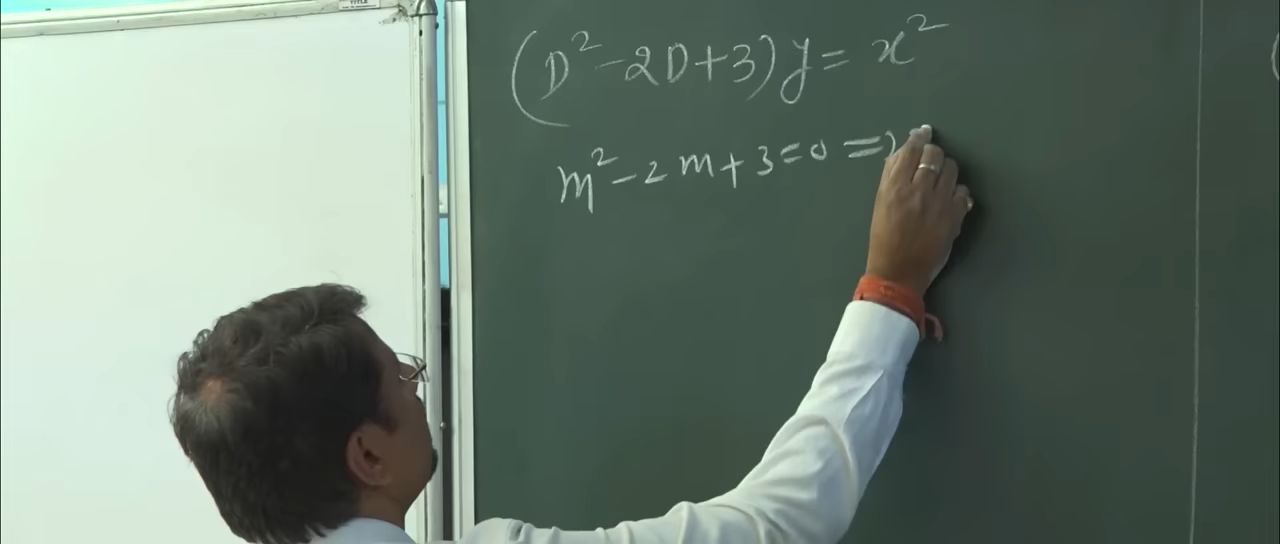 (D²-2D+3)y = x²
m²-2m+3=0 ⇒